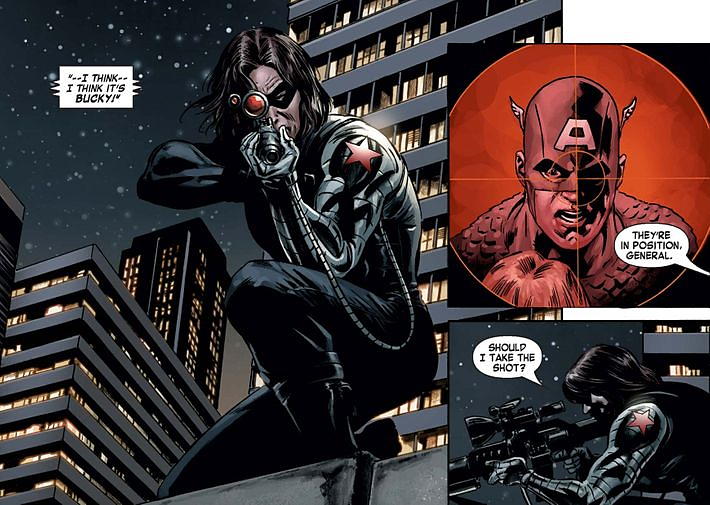 "--I THINK--
I THINK IT'S
BUCKY!"
A
THEY'RE
IN POSITION,
GENERAL.
SHOULD
I TAKE THE
SHOT?